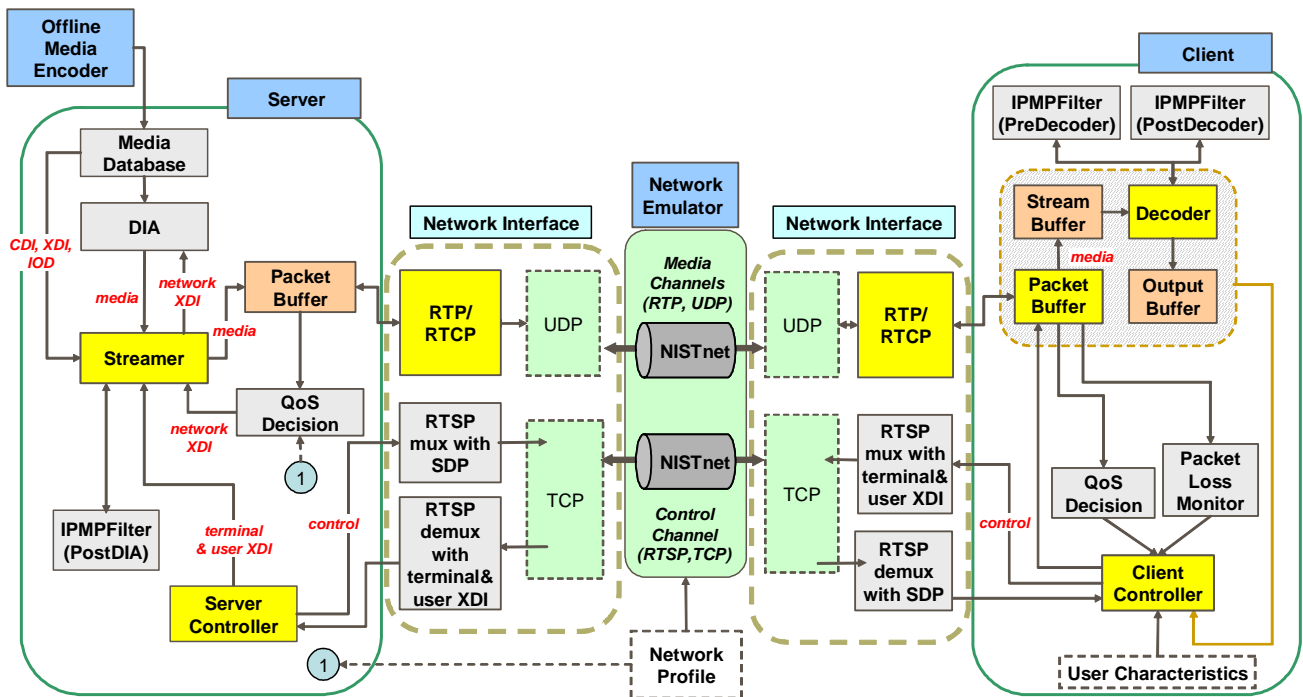 Offline
Media
Encoder
Server
Media
Database
DIA
CDI, XDI,
IOD
media
network
XDI
media
Streamer
Packet
Buffer
QoS
Decision
network
XDI
1
IPMPFilter
(PostDIA)
terminal
& user XDI
control
Server
Controller
1
Network Interface
RTP/
RTCP
UDP
RTSP
mux with
SDP
TCP
RTSP
demux
with
terminal&
user XDI
Network
Emulator
Media
Channels
(RTP, UDP)
NISTnet
NISTnet
Control
Channel
(RTSP,TCP)
Network
Profile
Network Interface
UDP
RTP/
RTCP
TCP
RTSP
mux with
terminal&
user XDI
RTSP
demux
with SDP
Client
IPMPFilter
(PreDecoder)
IPMPFilter
(PostDecoder)
Stream
Buffer
Decoder
media
Packet
Buffer
Output
Buffer
QoS
Decision
Packet
Loss
Monitor
control
Client
Controller
User Characteristics